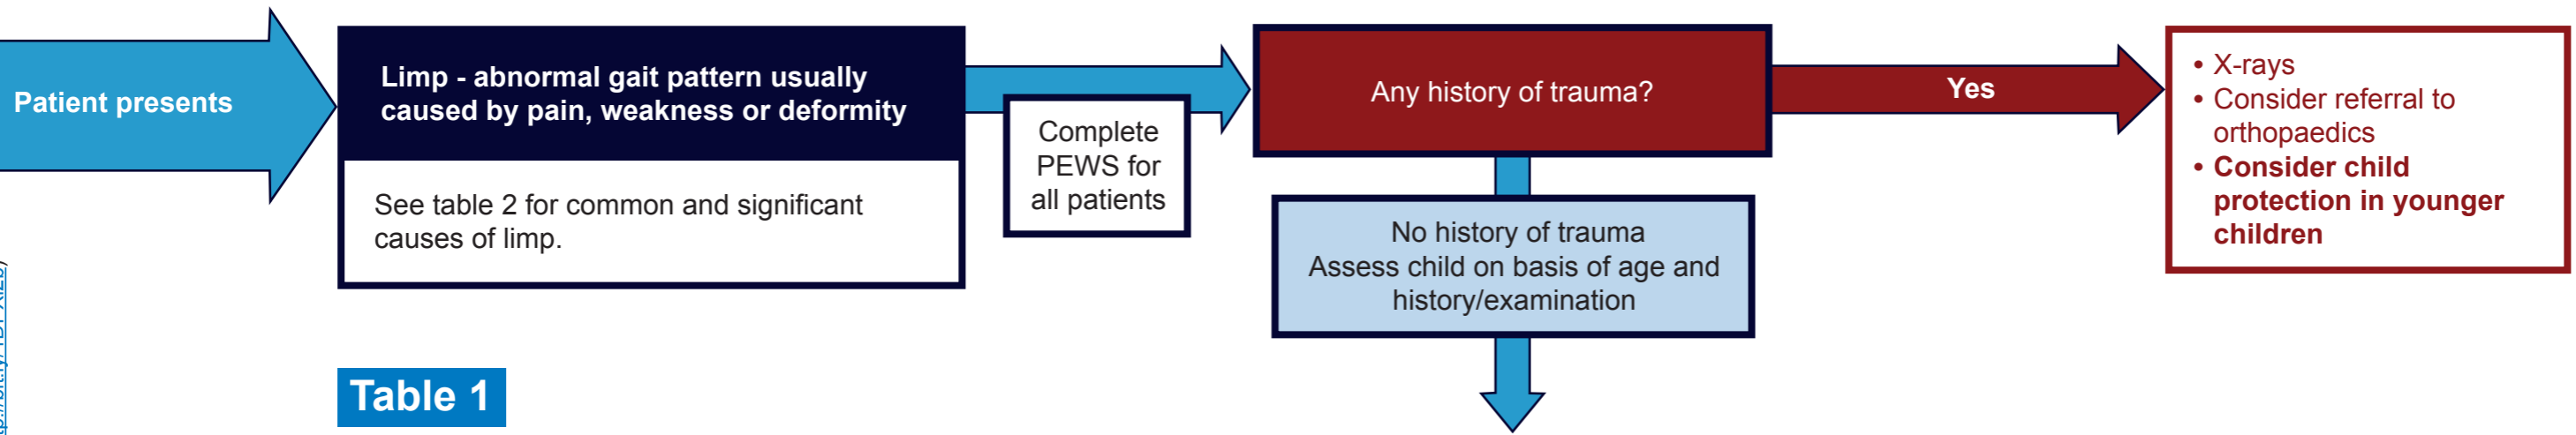 Patient presents
Limp - abnormal gait pattern usually
caused by pain, weakness or deformity
See table 2 for common and significant
causes of limp.
Complete
PEWS for
all patients
Any history of trauma?
Yes
• X-rays
• Consider referral to
orthopaedics
• Consider child
protection in younger
children
No history of trauma
Assess child on basis of age and
history/examination
Table 1